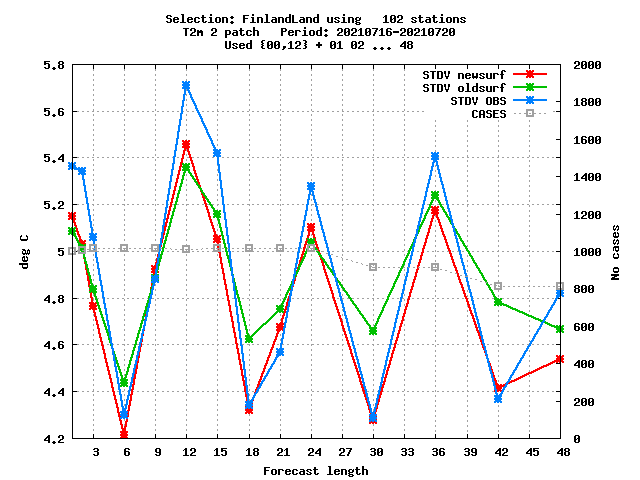 Selection: FinlandLand using   102 stations
T2m 2 patch   Period: 20210716-20210720
Used {00,12} + 01 02 ... 48
STDV newsurf
STDV oldsurf
STDV OBS
CASES
5.8
5.6
5.4
5.2
5
4.8
4.6
4.4
4.2
2000
1800
1600
1400
1200
1000
800
600
400
200
0
deg C
No cases
3 6 9 12 15 18 21 24 27 30 33 36 39 42 45 48
Forecast length